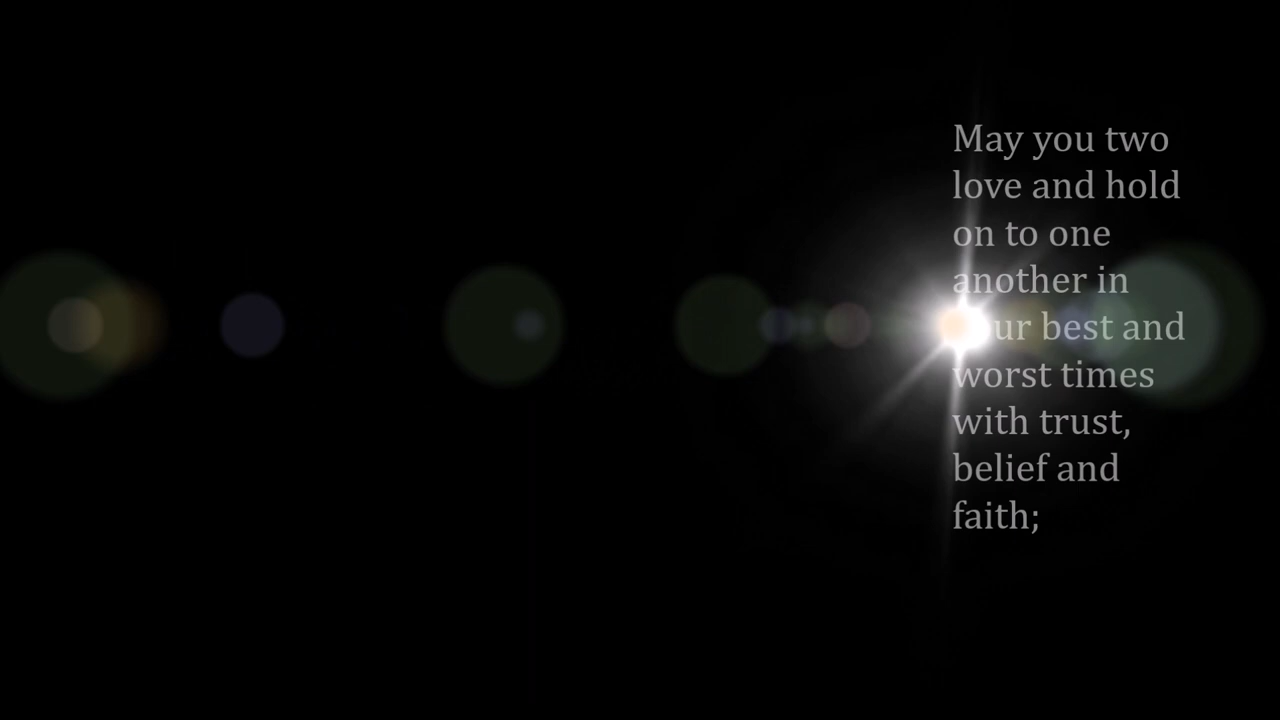 May you two
love and hold
on to one
another in
your best and
worst times
with trust,
belief and
faith;